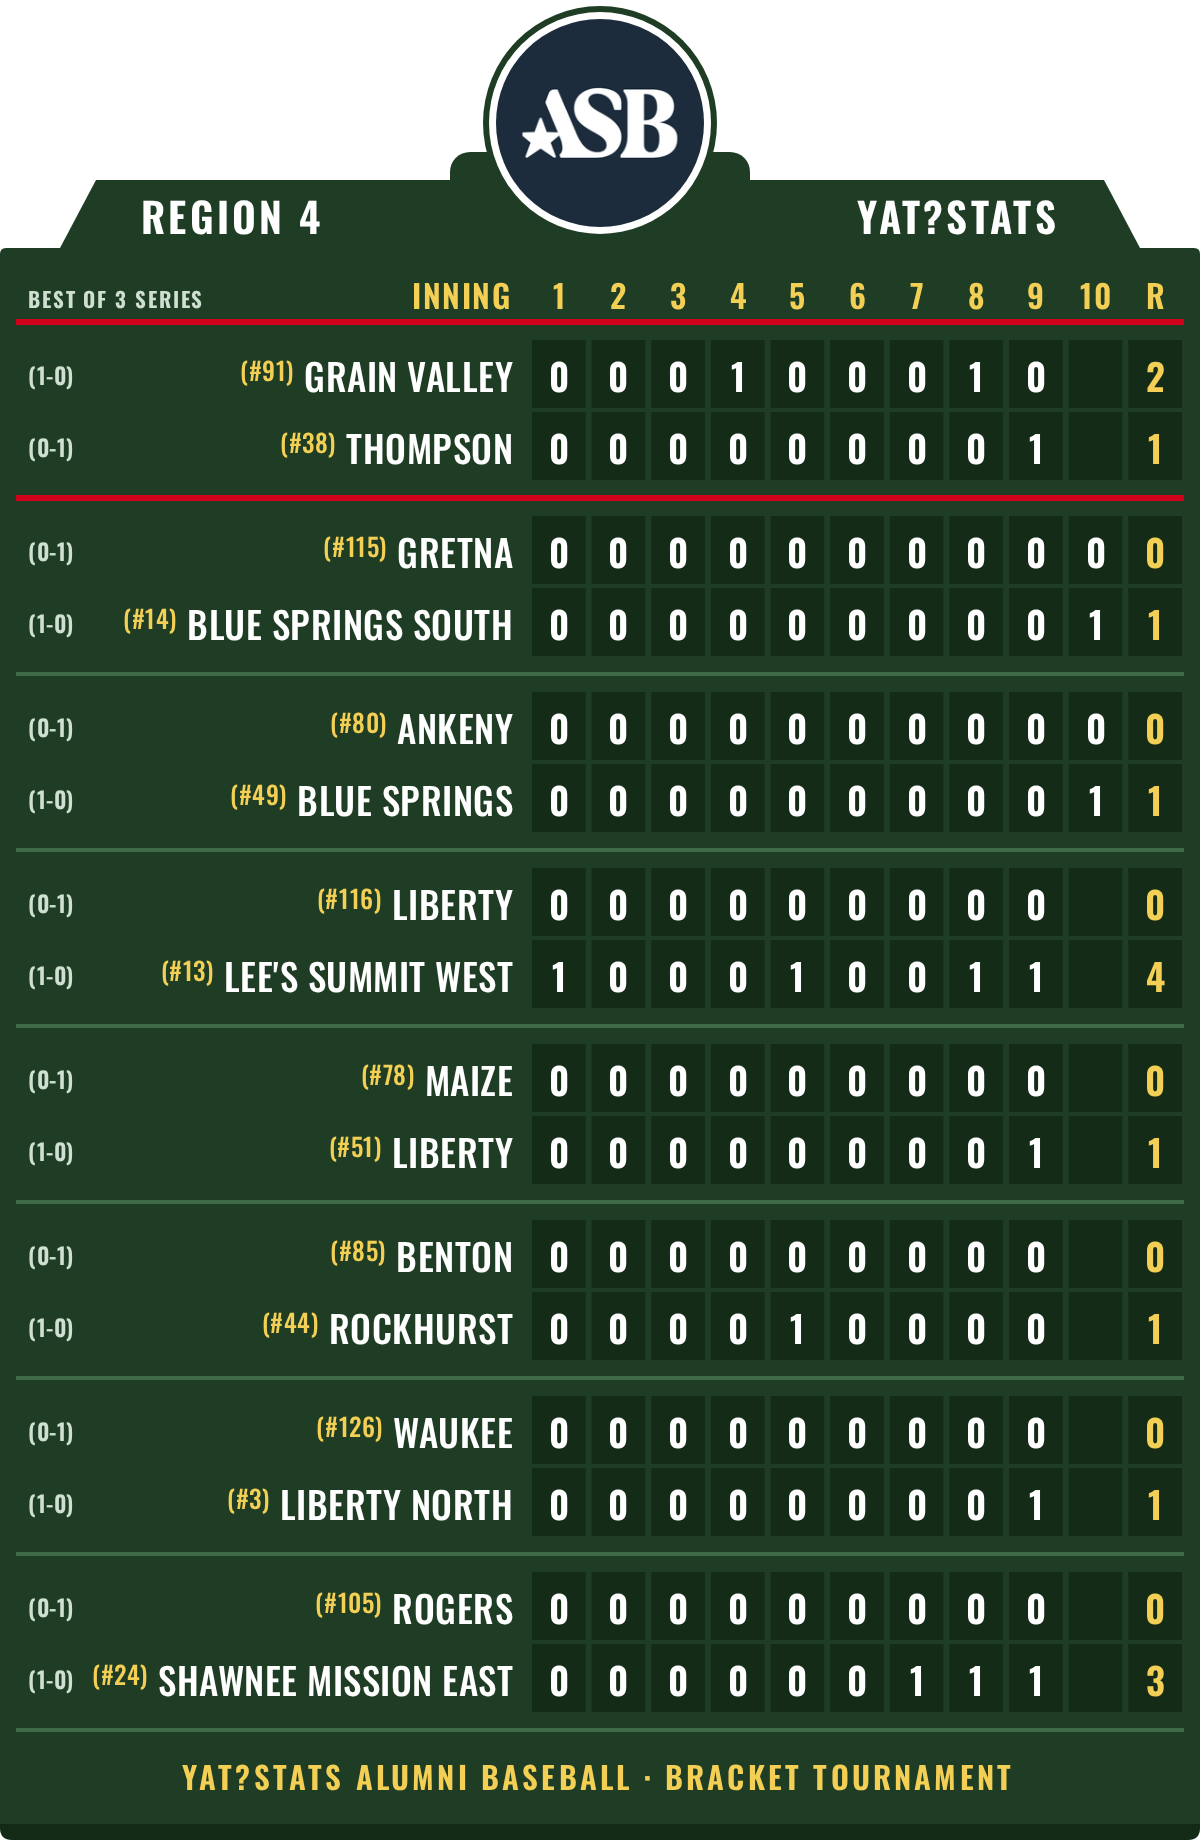 ASB
REGION 4 YAT?STATS
BEST OF 3 SERIES INNING 1 2 3 4 5 6 7 8 9 10 R
(1-0) (#91) GRAIN VALLEY 0 0 0 1 0 0 0 1 0 2
(0-1) (#38) THOMPSON 0 0 0 0 0 0 0 0 1 1
(0-1) (#115) GRETNA 0 0 0 0 0 0 0 0 0 0 0
(1-0) (#14) BLUE SPRINGS SOUTH 0 0 0 0 0 0 0 0 0 1 1
(0-1) (#80) ANKENY 0 0 0 0 0 0 0 0 0 0 0
(1-0) (#49) BLUE SPRINGS 0 0 0 0 0 0 0 0 0 1 1
(0-1) (#116) LIBERTY 0 0 0 0 0 0 0 0 0 0
(1-0) (#13) LEE'S SUMMIT WEST 1 0 0 0 1 0 0 1 1 4
(0-1) (#78) MAIZE 0 0 0 0 0 0 0 0 0 0
(1-0) (#51) LIBERTY 0 0 0 0 0 0 0 0 1 1
(0-1) (#85) BENTON 0 0 0 0 0 0 0 0 0 0
(1-0) (#44) ROCKHURST 0 0 0 0 1 0 0 0 0 1
(0-1) (#126) WAUKEE 0 0 0 0 0 0 0 0 0 0
(1-0) (#3) LIBERTY NORTH 0 0 0 0 0 0 0 0 1 1
(0-1) (#105) ROGERS 0 0 0 0 0 0 0 0 0 0
(1-0) (#24) SHAWNEE MISSION EAST 0 0 0 0 0 0 1 1 1 3
YAT?STATS ALUMNI BASEBALL · BRACKET TOURNAMENT